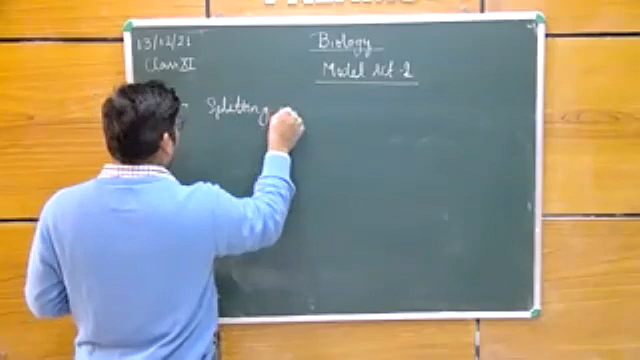 13/12/21
Biology
Class XI
Model set-2
Splitting